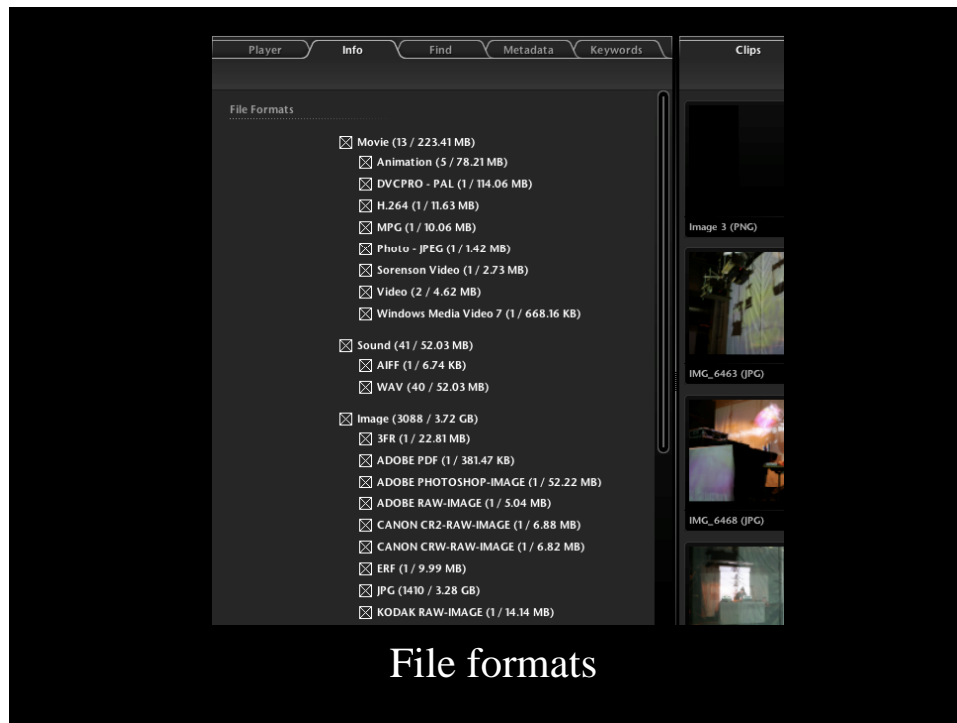 Player Info Find Metadata Keywords Clips
File Formats
Movie (13 / 223.41 MB)
Animation (5 / 78.21 MB)
DVCPRO - PAL (1 / 114.06 MB)
H.264 (1 / 11.63 MB)
MPG (1 / 10.06 MB)
Photo - JPEG (1 / 1.42 MB)
Sorenson Video (1 / 2.73 MB)
Video (2 / 4.62 MB)
Windows Media Video 7 (1 / 668.16 KB)
Sound (41 / 52.03 MB)
AIFF (1 / 6.74 KB)
WAV (40 / 52.03 MB)
Image (3088 / 3.72 GB)
3FR (1 / 22.81 MB)
ADOBE PDF (1 / 381.47 KB)
ADOBE PHOTOSHOP-IMAGE (1 / 52.22 MB)
ADOBE RAW-IMAGE (1 / 5.04 MB)
CANON CR2-RAW-IMAGE (1 / 6.88 MB)
CANON CRW-RAW-IMAGE (1 / 6.82 MB)
ERF (1 / 9.99 MB)
JPG (1410 / 3.28 GB)
KODAK RAW-IMAGE (1 / 14.14 MB)
Image 3 (PNG)
IMG_6463 (JPG)
IMG_6468 (JPG)
File formats